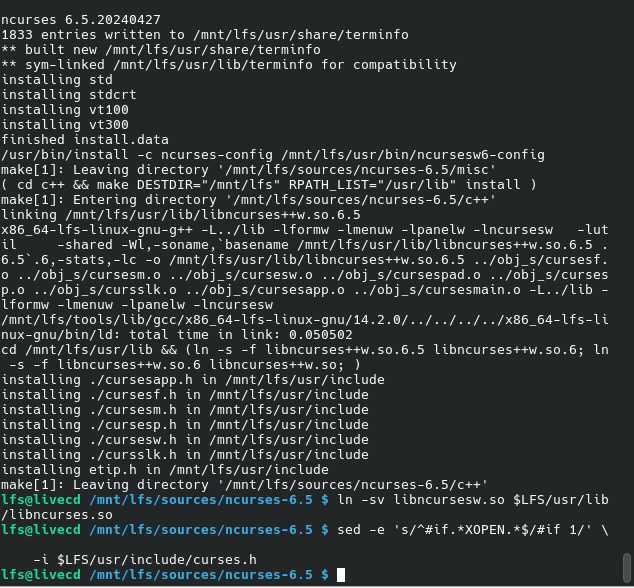 ncurses 6.5.20240427
1833 entries written to /mnt/lfs/usr/share/terminfo
** built new /mnt/lfs/usr/share/terminfo
** sym-linked /mnt/lfs/usr/lib/terminfo for compatibility
installing std
installing stdcrt
installing vt100
installing vt300
finished install.data
/usr/bin/install -c ncurses-config /mnt/lfs/usr/bin/ncursesw6-config
make[1]: Leaving directory '/mnt/lfs/sources/ncurses-6.5/misc'
( cd c++ && make DESTDIR="/mnt/lfs" RPATH_LIST="/usr/lib" install )
make[1]: Entering directory '/mnt/lfs/sources/ncurses-6.5/c++'
linking /mnt/lfs/usr/lib/libncurses++w.so.6.5
x86_64-lfs-linux-gnu-g++ -L../lib -lformw -lmenuw -lpanelw -lncursesw   -lut
il     -shared -Wl,-soname,`basename /mnt/lfs/usr/lib/libncurses++w.so.6.5 .
6.5`.6,-stats,-lc -o /mnt/lfs/usr/lib/libncurses++w.so.6.5 ../obj_s/cursesf.
o ../obj_s/cursesm.o ../obj_s/cursesw.o ../obj_s/cursespad.o ../obj_s/curses
p.o ../obj_s/cursslk.o ../obj_s/cursesapp.o ../obj_s/cursesmain.o -L../lib -
lformw -lmenuw -lpanelw -lncursesw
/mnt/lfs/tools/lib/gcc/x86_64-lfs-linux-gnu/14.2.0/../../../../x86_64-lfs-li
nux-gnu/bin/ld: total time in link: 0.050502
cd /mnt/lfs/usr/lib && (ln -s -f libncurses++w.so.6.5 libncurses++w.so.6; ln
 -s -f libncurses++w.so.6 libncurses++w.so; )
installing ./cursesapp.h in /mnt/lfs/usr/include
installing ./cursesf.h in /mnt/lfs/usr/include
installing ./cursesm.h in /mnt/lfs/usr/include
installing ./cursesp.h in /mnt/lfs/usr/include
installing ./cursesw.h in /mnt/lfs/usr/include
installing ./cursslk.h in /mnt/lfs/usr/include
installing etip.h in /mnt/lfs/usr/include
make[1]: Leaving directory '/mnt/lfs/sources/ncurses-6.5/c++'
lfs@livecd /mnt/lfs/sources/ncurses-6.5 $ ln -sv libncursesw.so $LFS/usr/lib
/libncurses.so
lfs@livecd /mnt/lfs/sources/ncurses-6.5 $ sed -e 's/^#if.*XOPEN.*$/#if 1/' \
    -i $LFS/usr/include/curses.h
lfs@livecd /mnt/lfs/sources/ncurses-6.5 $